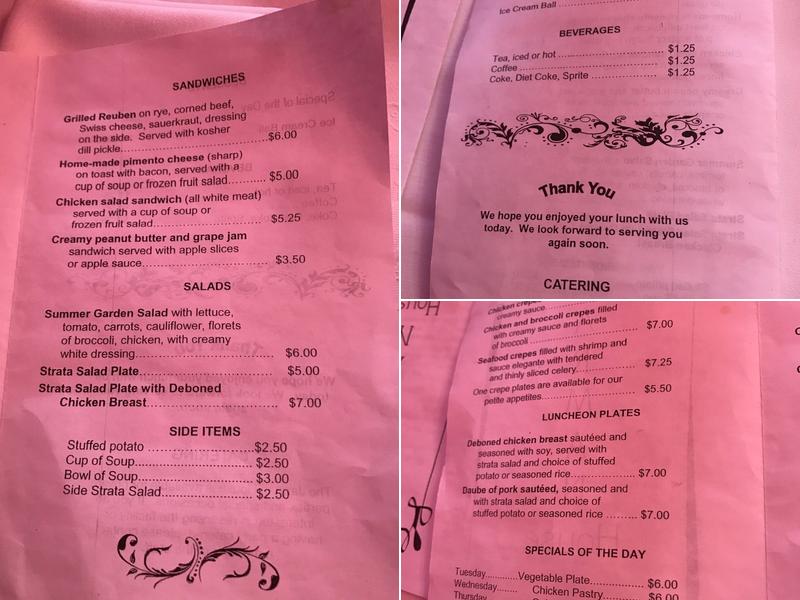 SANDWICHES
Grilled Reuben on rye, corned beef,
Swiss cheese, sauerkraut, dressing
on the side. Served with kosher
dill pickle..............................................$6.00
Home-made pimento cheese (sharp)
on toast with bacon, served with a
cup of soup or frozen fruit salad.......... $5.00
Chicken salad sandwich (all white meat)
served with a cup of soup or
frozen fruit salad................................... $5.25
Creamy peanut butter and grape jam
sandwich served with apple slices
or apple sauce...................................... $3.50
SALADS
Summer Garden Salad with lettuce,
tomato, carrots, cauliflower, florets
of broccoli, chicken, with creamy
white dressing....................................... $6.00
Strata Salad Plate..................................... $5.00
Strata Salad Plate with Deboned
Chicken Breast..................................... $7.00
SIDE ITEMS
Stuffed potato ............................$2.50
Cup of Soup................................$2.50
Bowl of Soup...............................$3.00
Side Strata Salad........................$2.50
Ice Cream Ball
BEVERAGES
Tea, iced or hot ................................ $1.25
Coffee ............................................... $1.25
Coke, Diet Coke, Sprite .................... $1.25
Thank You
We hope you enjoyed your lunch with us
today. We look forward to serving you
again soon.
CATERING
Chicken crepes
creamy sauce
Chicken and broccoli crepes filled
with creamy sauce and florets
of broccoli ........................................ $7.00
Seafood crepes filled with shrimp and
sauce elegante with tendered
and thinly sliced celery...................... $7.25
One crepe plates are available for our
petite appetites.................................. $5.50
LUNCHEON PLATES
Deboned chicken breast sautéed and
seasoned with soy, served with
strata salad and choice of stuffed
potato or seasoned rice..................... $7.00
Daube of pork sautéed, seasoned and
with strata salad and choice of
stuffed potato or seasoned rice ......... $7.00
SPECIALS OF THE DAY
Tuesday..........Vegetable Plate.................. $6.00
Wednesday....... Chicken Pastry.................. $6.00
Thursday